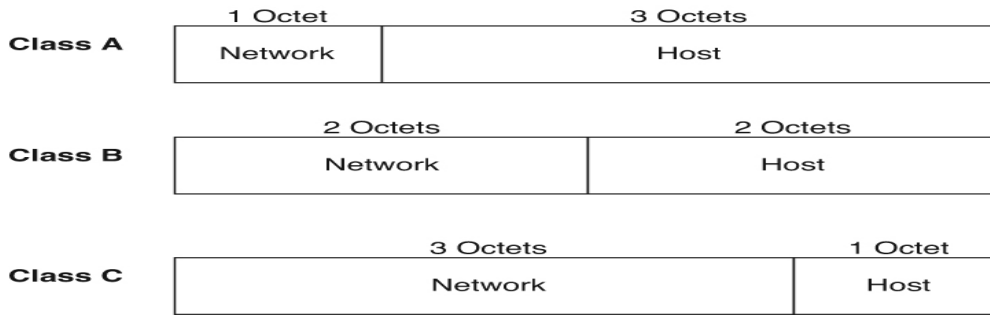 1 Octet 3 Octets
Class A Network Host
2 Octets 2 Octets
Class B Network Host
3 Octets 1 Octet
Class C Network Host